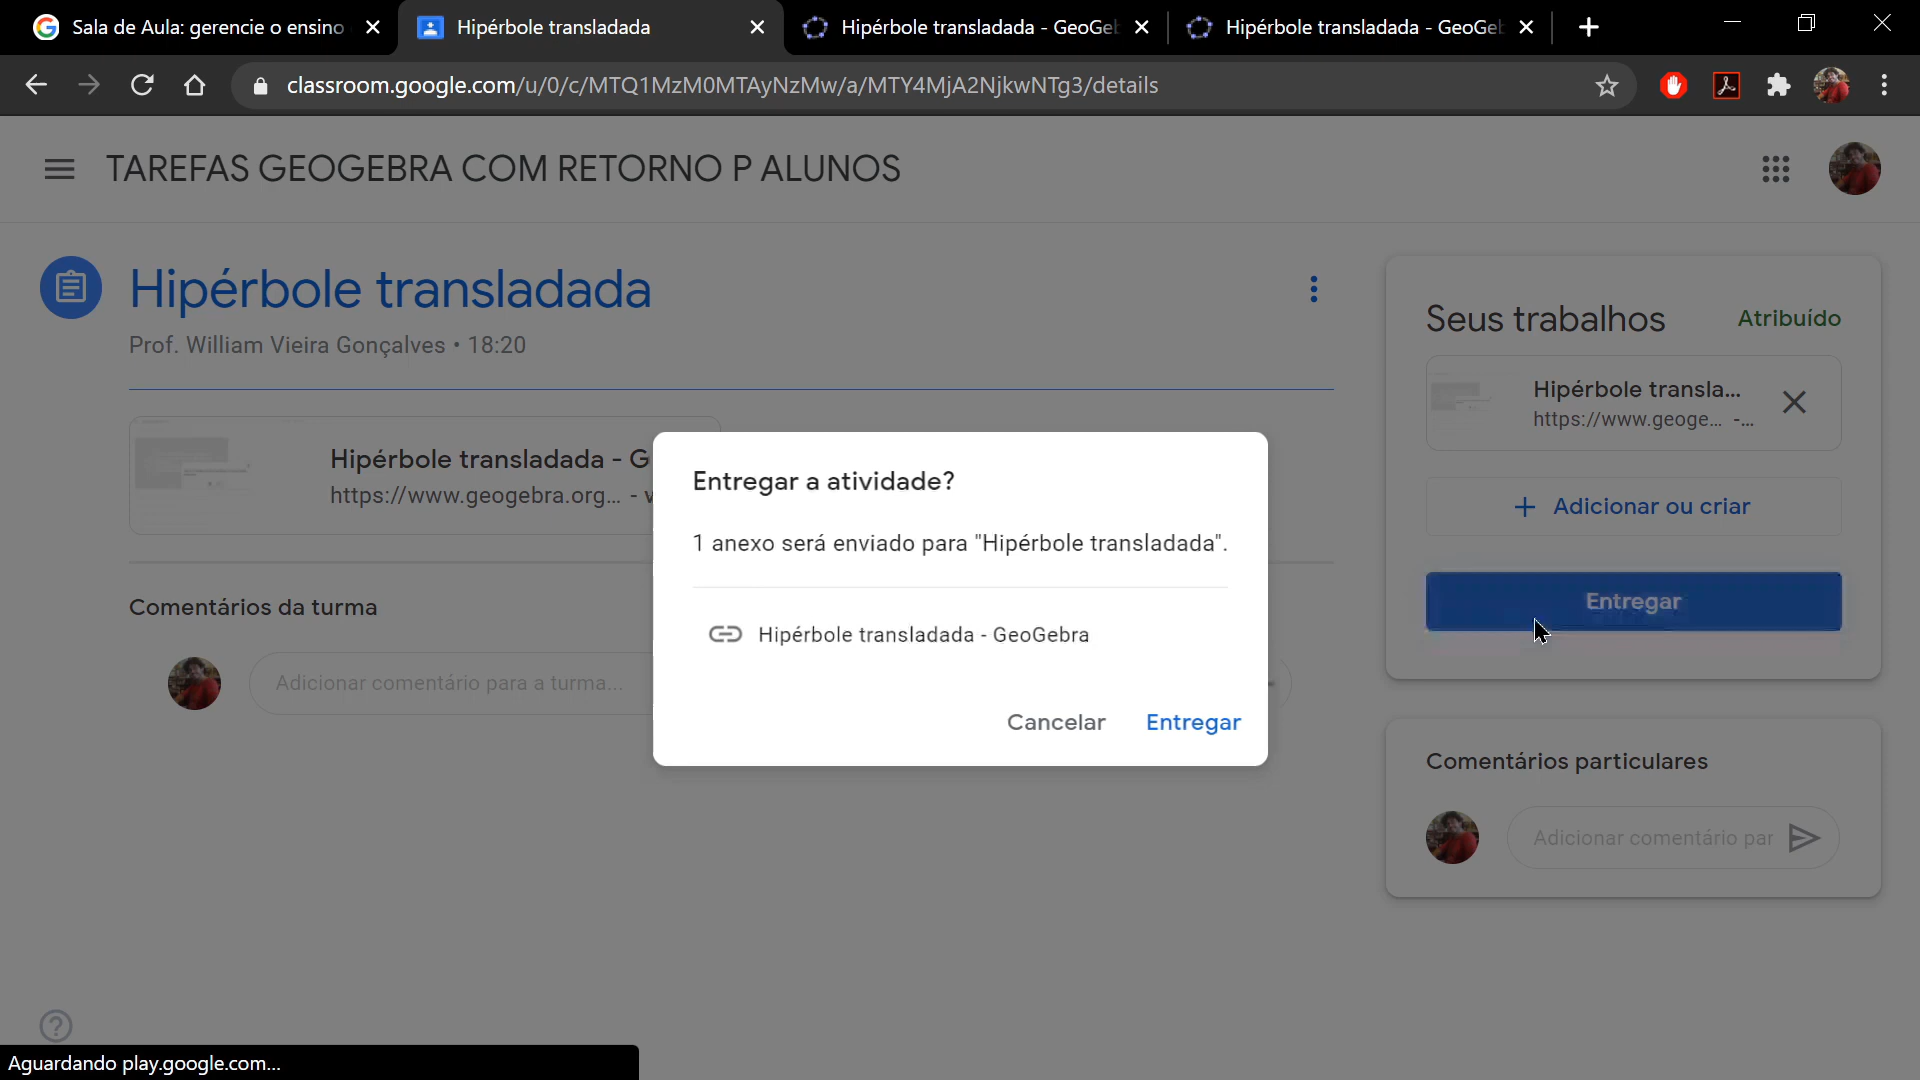 Sala de Aula: gerencie o ensino
Hipérbole transladada
Hipérbole transladada - GeoGeb
Hipérbole transladada - GeoGeb
classroom.google.com/u/0/c/MTQ1MzM0MTAyNzMw/a/MTY4MjA2NjkwNTg3/details
TAREFAS GEOGEBRA COM RETORNO P ALUNOS
Hipérbole transladada
Prof. William Vieira Gonçalves • 18:20
Hipérbole transladada - G
https://www.geogebra.org... -
Comentários da turma
Adicionar comentário para a turma...
Entregar a atividade?
1 anexo será enviado para "Hipérbole transladada".
Hipérbole transladada - GeoGebra
Cancelar Entregar
Seus trabalhos Atribuído
Hipérbole transla...
https://www.geoge... -...
+ Adicionar ou criar
Entregar
Comentários particulares
Adicionar comentário par
Aguardando play.google.com...